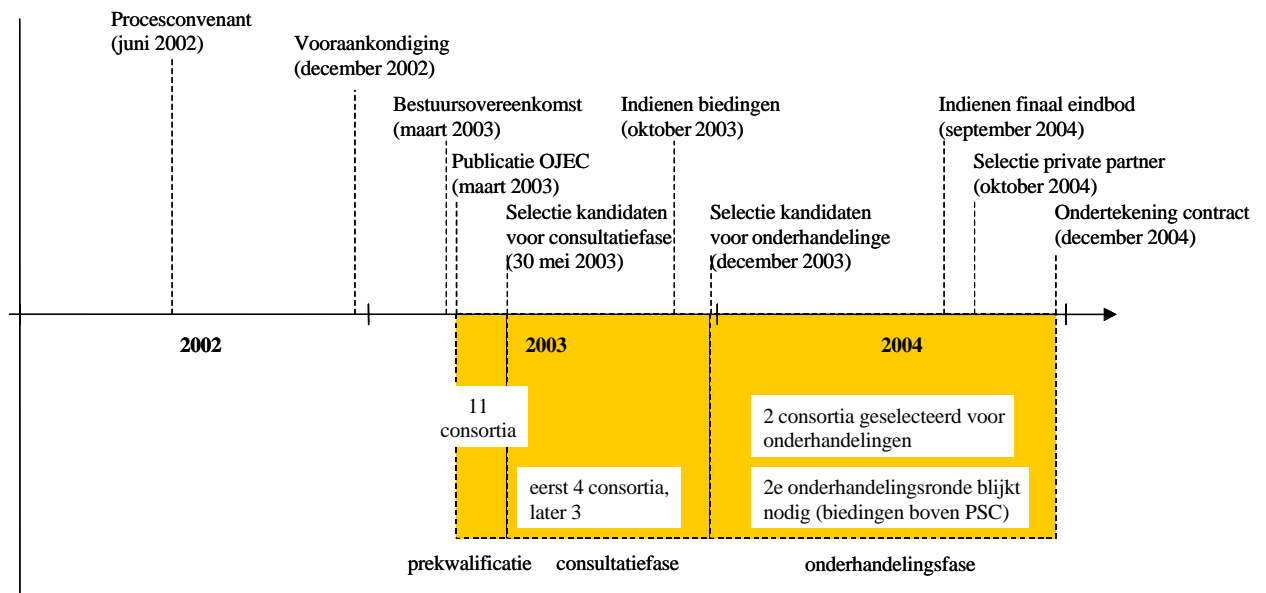 Procesconvenant
(juni 2002)
Vooraankondiging
(december 2002)
Bestuursovereenkomst
(maart 2003)
Publicatie OJEC
(maart 2003)
Selectie kandidaten
voor consultatiefase
(30 mei 2003)
Indienen biedingen
(oktober 2003)
Selectie kandidaten
voor onderhandelinge
(december 2003)
Indienen finaal eindbod
(september 2004)
Selectie private partner
(oktober 2004)
Ondertekening contract
(december 2004)
2002
2003
2004
11
consortia
eerst 4 consortia,
later 3
2 consortia geselecteerd voor
onderhandelingen
2e onderhandelingsronde blijkt
nodig (biedingen boven PSC)
prekwalificatie
consultatiefase
onderhandelingsfase